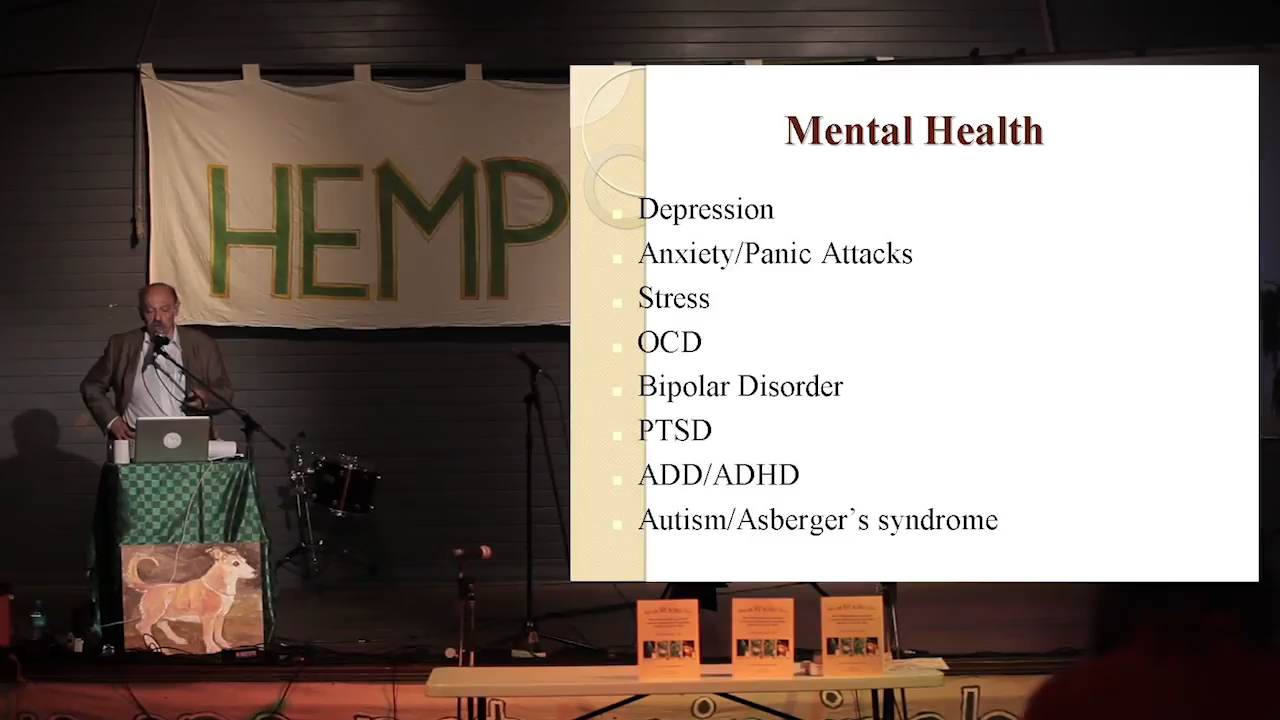 HEMP
Mental Health
Depression
Anxiety/Panic Attacks
Stress
OCD
Bipolar Disorder
PTSD
ADD/ADHD
Autism/Asberger's syndrome